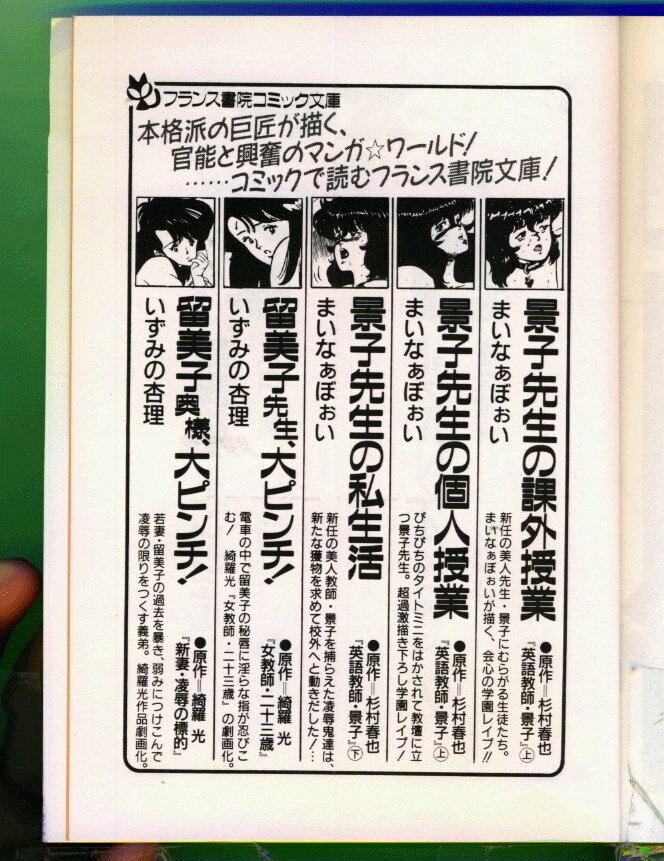 フランス書院コミック文庫
本格派の巨匠が描く、
官能と興奮のマンガ☆ワールド!
……コミックで読むフランス書院文庫!
景子先生の課外授業
まいなぁぼぉい
新任の美人先生・景子にむらがる生徒たち。
まいなぁぼぉいが描く、会心の学園レイプ!!
●原作=杉村春也
『英語教師・景子』㊤
景子先生の個人授業
まいなぁぼぉい
ぴちぴちのタイトミニをはかされて教壇に立
つ景子先生。超過激描き下ろし学園レイプ!
●原作=杉村春也
『英語教師・景子』㊤
景子先生の私生活
まいなぁぼぉい
新任の美人教師・景子を捕らえた凌辱鬼達は、
新たな獲物を求めて校外へと動きだした!…
●原作=杉村春也
『英語教師・景子』㊦
留美子先生、大ピンチ!
いずみの杏理
電車の中で留美子の秘唇に淫らな指が忍びこ
む! 綺羅光『女教師・二十三歳』の劇画化。
●原作=綺羅 光
『女教師・二十三歳』
留美子奥様、大ピンチ!
いずみの杏理
若妻・留美子の過去を暴き、弱みにつけこんで
凌辱の限りをつくす義弟。綺羅光作品劇画化。
●原作=綺羅 光
『新妻・凌辱の標的』